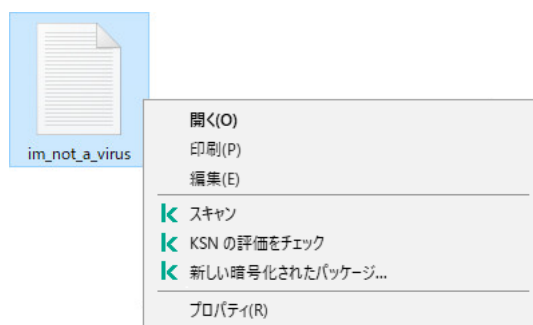 im_not_a_virus
開く(O)
印刷(P)
編集(E)
スキャン
KSN の評価をチェック
新しい暗号化されたパッケージ...
プロパティ(R)